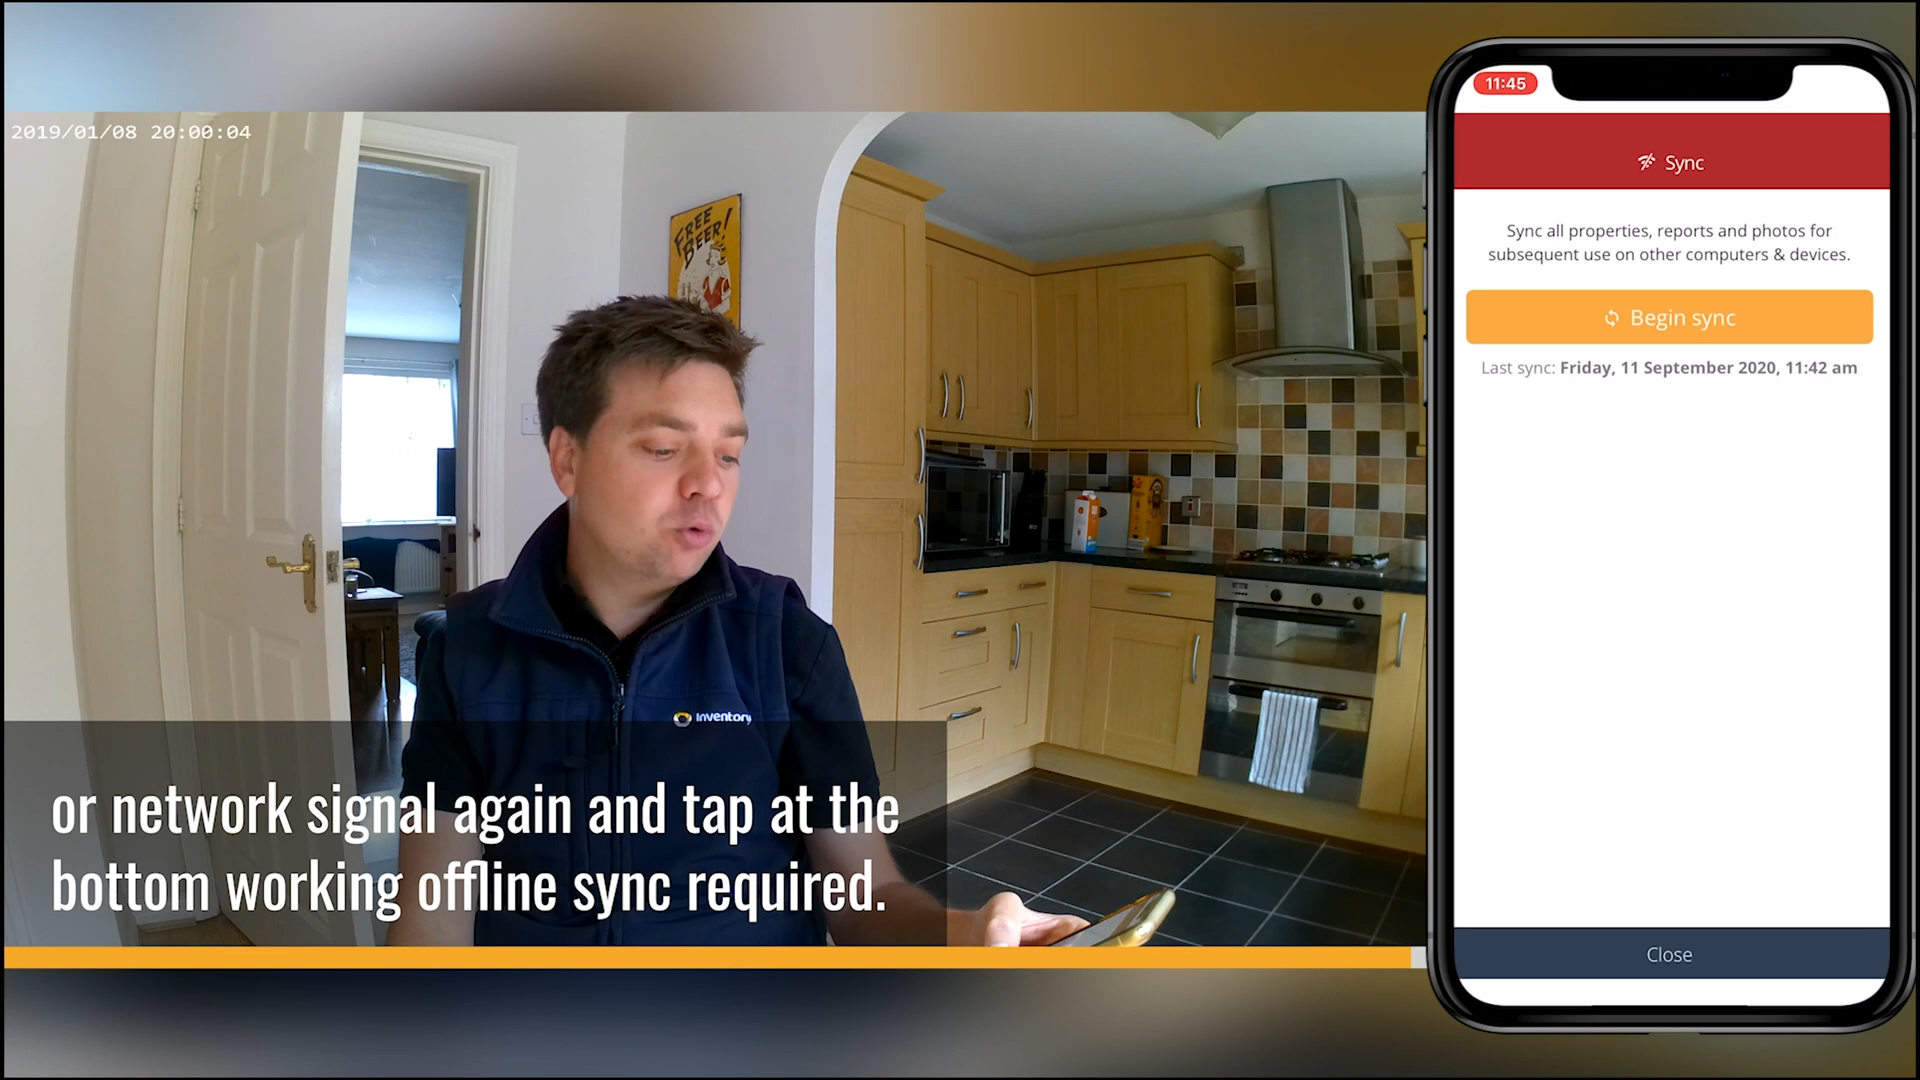 2019/01/08 20:00:04
FREE
BEER!
Inventory
or network signal again and tap at the
bottom working offline sync required.
11:45
Sync
Sync all properties, reports and photos for
subsequent use on other computers & devices.
Begin sync
Last sync: Friday, 11 September 2020, 11:42 am
Close